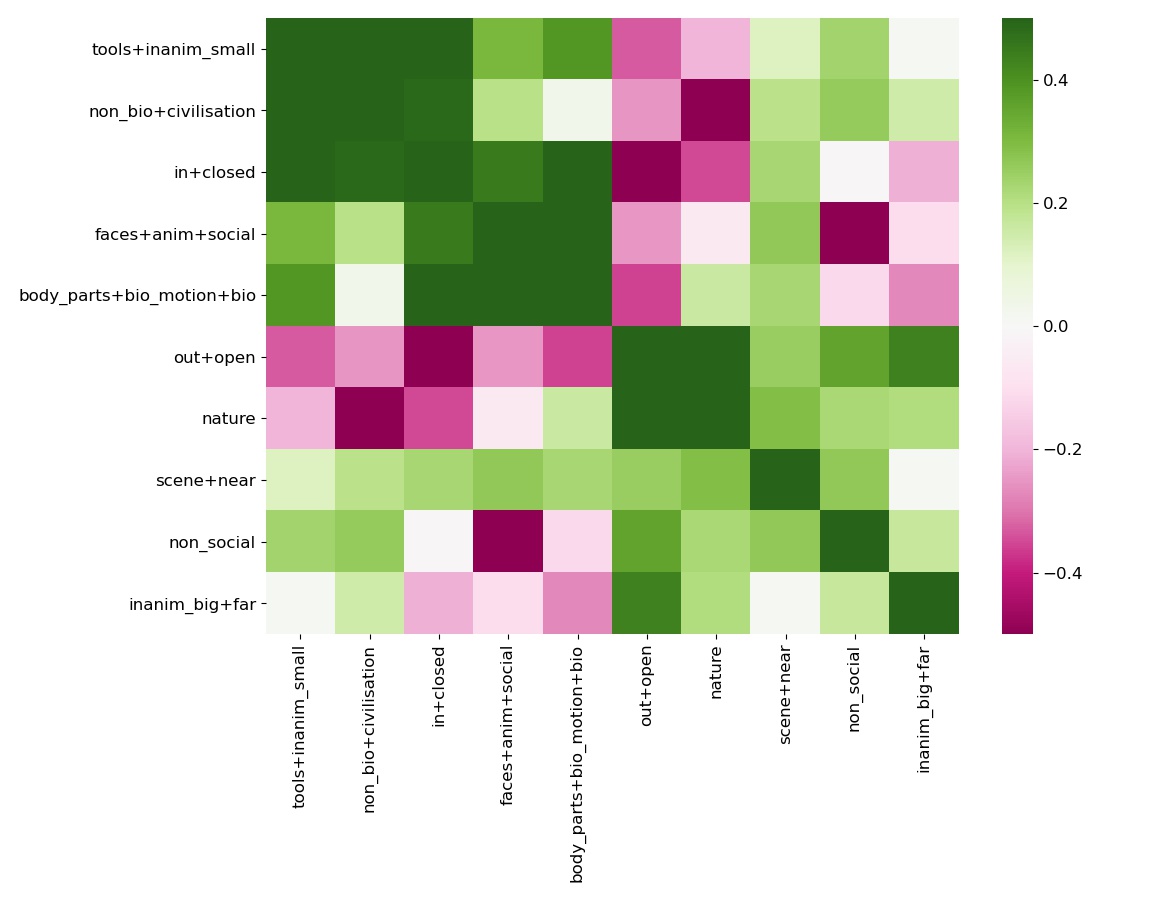 tools+inanim_small
non_bio+civilisation
in+closed
faces+anim+social
body_parts+bio_motion+bio
out+open
nature
scene+near
non_social
inanim_big+far
tools+inanim_small
non_bio+civilisation
in+closed
faces+anim+social
body_parts+bio_motion+bio
out+open
nature
scene+near
non_social
inanim_big+far
0.4
0.2
0.0
−0.2
−0.4